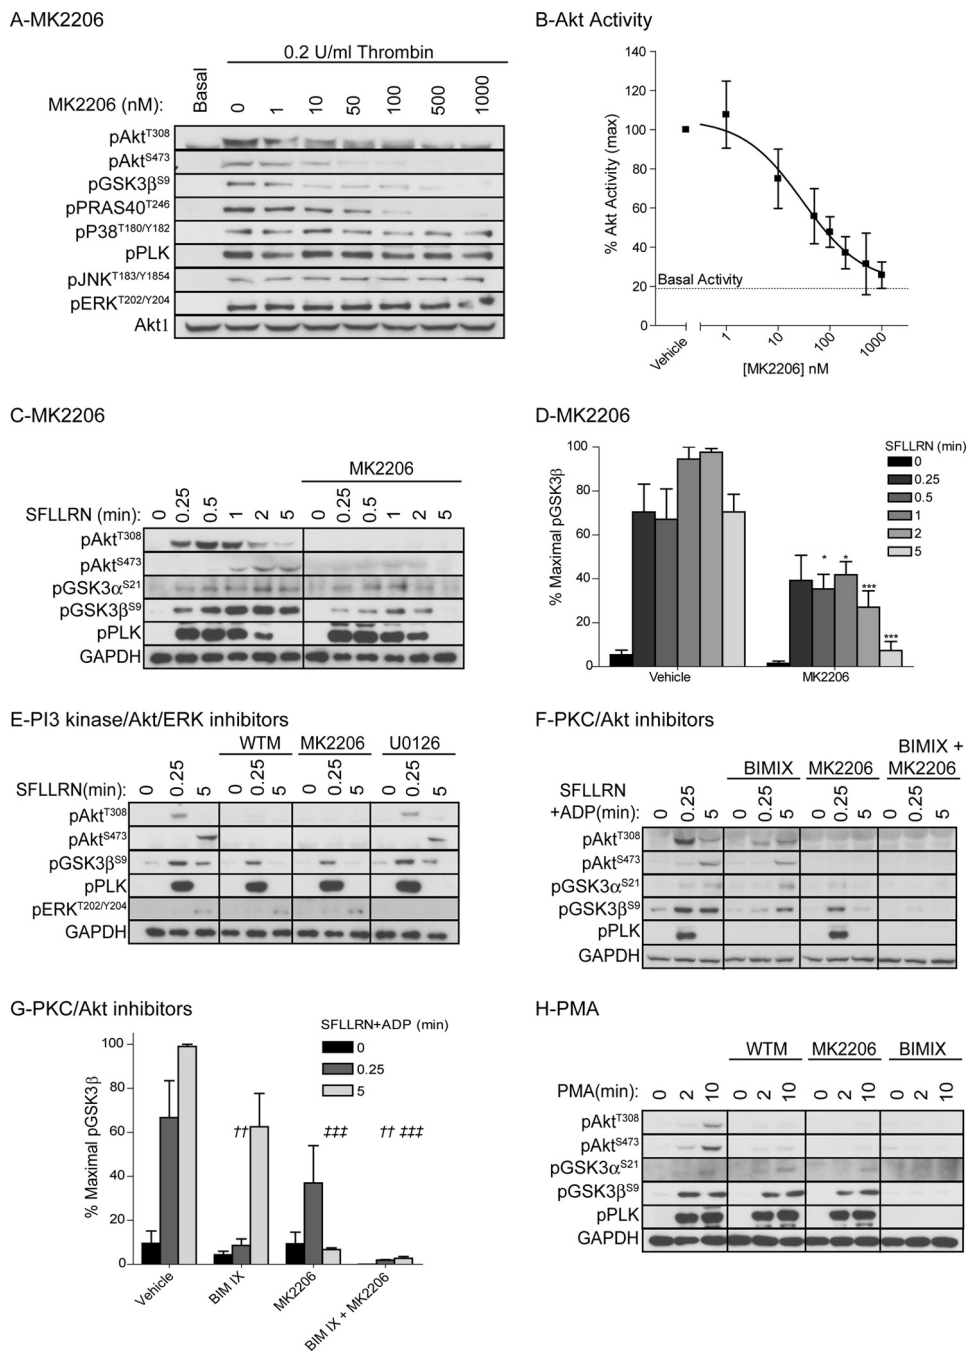 A-MK2206
0.2 U/ml Thrombin
MK2206 (nM):
Basal
0 1 10 50 100 500 1000
pAktT308
pAktS473
pGSK3βS9
pPRAS40T246
pP38T180/Y182
pPLK
pJNKT183/Y1854
pERKT202/Y204
Akt1
B-Akt Activity
% Akt Activity (max)
140
120
100
80
60
40
20
0
Basal Activity
Vehicle 1 10 100 1000
[MK2206] nM
C-MK2206
MK2206
SFLLRN (min): 0 0.25 0.5 1 2 5 0 0.25 0.5 1 2 5
pAktT308
pAktS473
pGSK3αS21
pGSK3βS9
pPLK
GAPDH
D-MK2206
% Maximal pGSK3β
100
80
60
40
20
0
SFLLRN (min)
0
0.25
0.5
1
2
5
* * *** ***
Vehicle MK2206
E-PI3 kinase/Akt/ERK inhibitors
WTM MK2206 U0126
SFLLRN(min): 0 0.25 5 0 0.25 5 0 0.25 5 0 0.25 5
pAktT308
pAktS473
pGSK3βS9
pPLK
pERKT202/Y204
GAPDH
F-PKC/Akt inhibitors
BIMIX MK2206 BIMIX + MK2206
SFLLRN
+ADP(min): 0 0.25 5 0 0.25 5 0 0.25 5 0 0.25 5
pAktT308
pAktS473
pGSK3αS21
pGSK3βS9
pPLK
GAPDH
G-PKC/Akt inhibitors
% Maximal pGSK3β
100
80
60
40
20
0
SFLLRN+ADP (min)
0
0.25
5
†† ‡‡‡ †† ‡‡‡
Vehicle BIM IX MK2206 BIM IX + MK2206
H-PMA
WTM MK2206 BIMIX
PMA(min): 0 2 10 0 2 10 0 2 10 0 2 10
pAktT308
pAktS473
pGSK3αS21
pGSK3βS9
pPLK
GAPDH